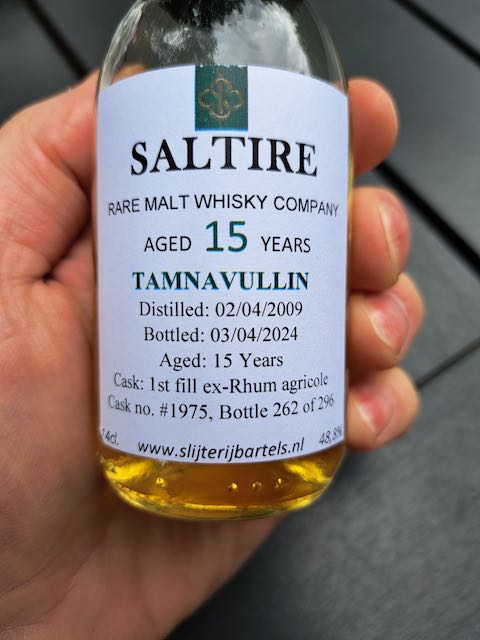 SALTIRE
RARE MALT WHISKY COMPANY
AGED 15 YEARS
TAMNAVULLIN
Distilled: 02/04/2009
Bottled: 03/04/2024
Aged: 15 Years
Cask: 1st fill ex-Rhum agricole
Cask no. #1975, Bottle 262 of 296
14cl. www.slijterijbartels.nl 48,8%